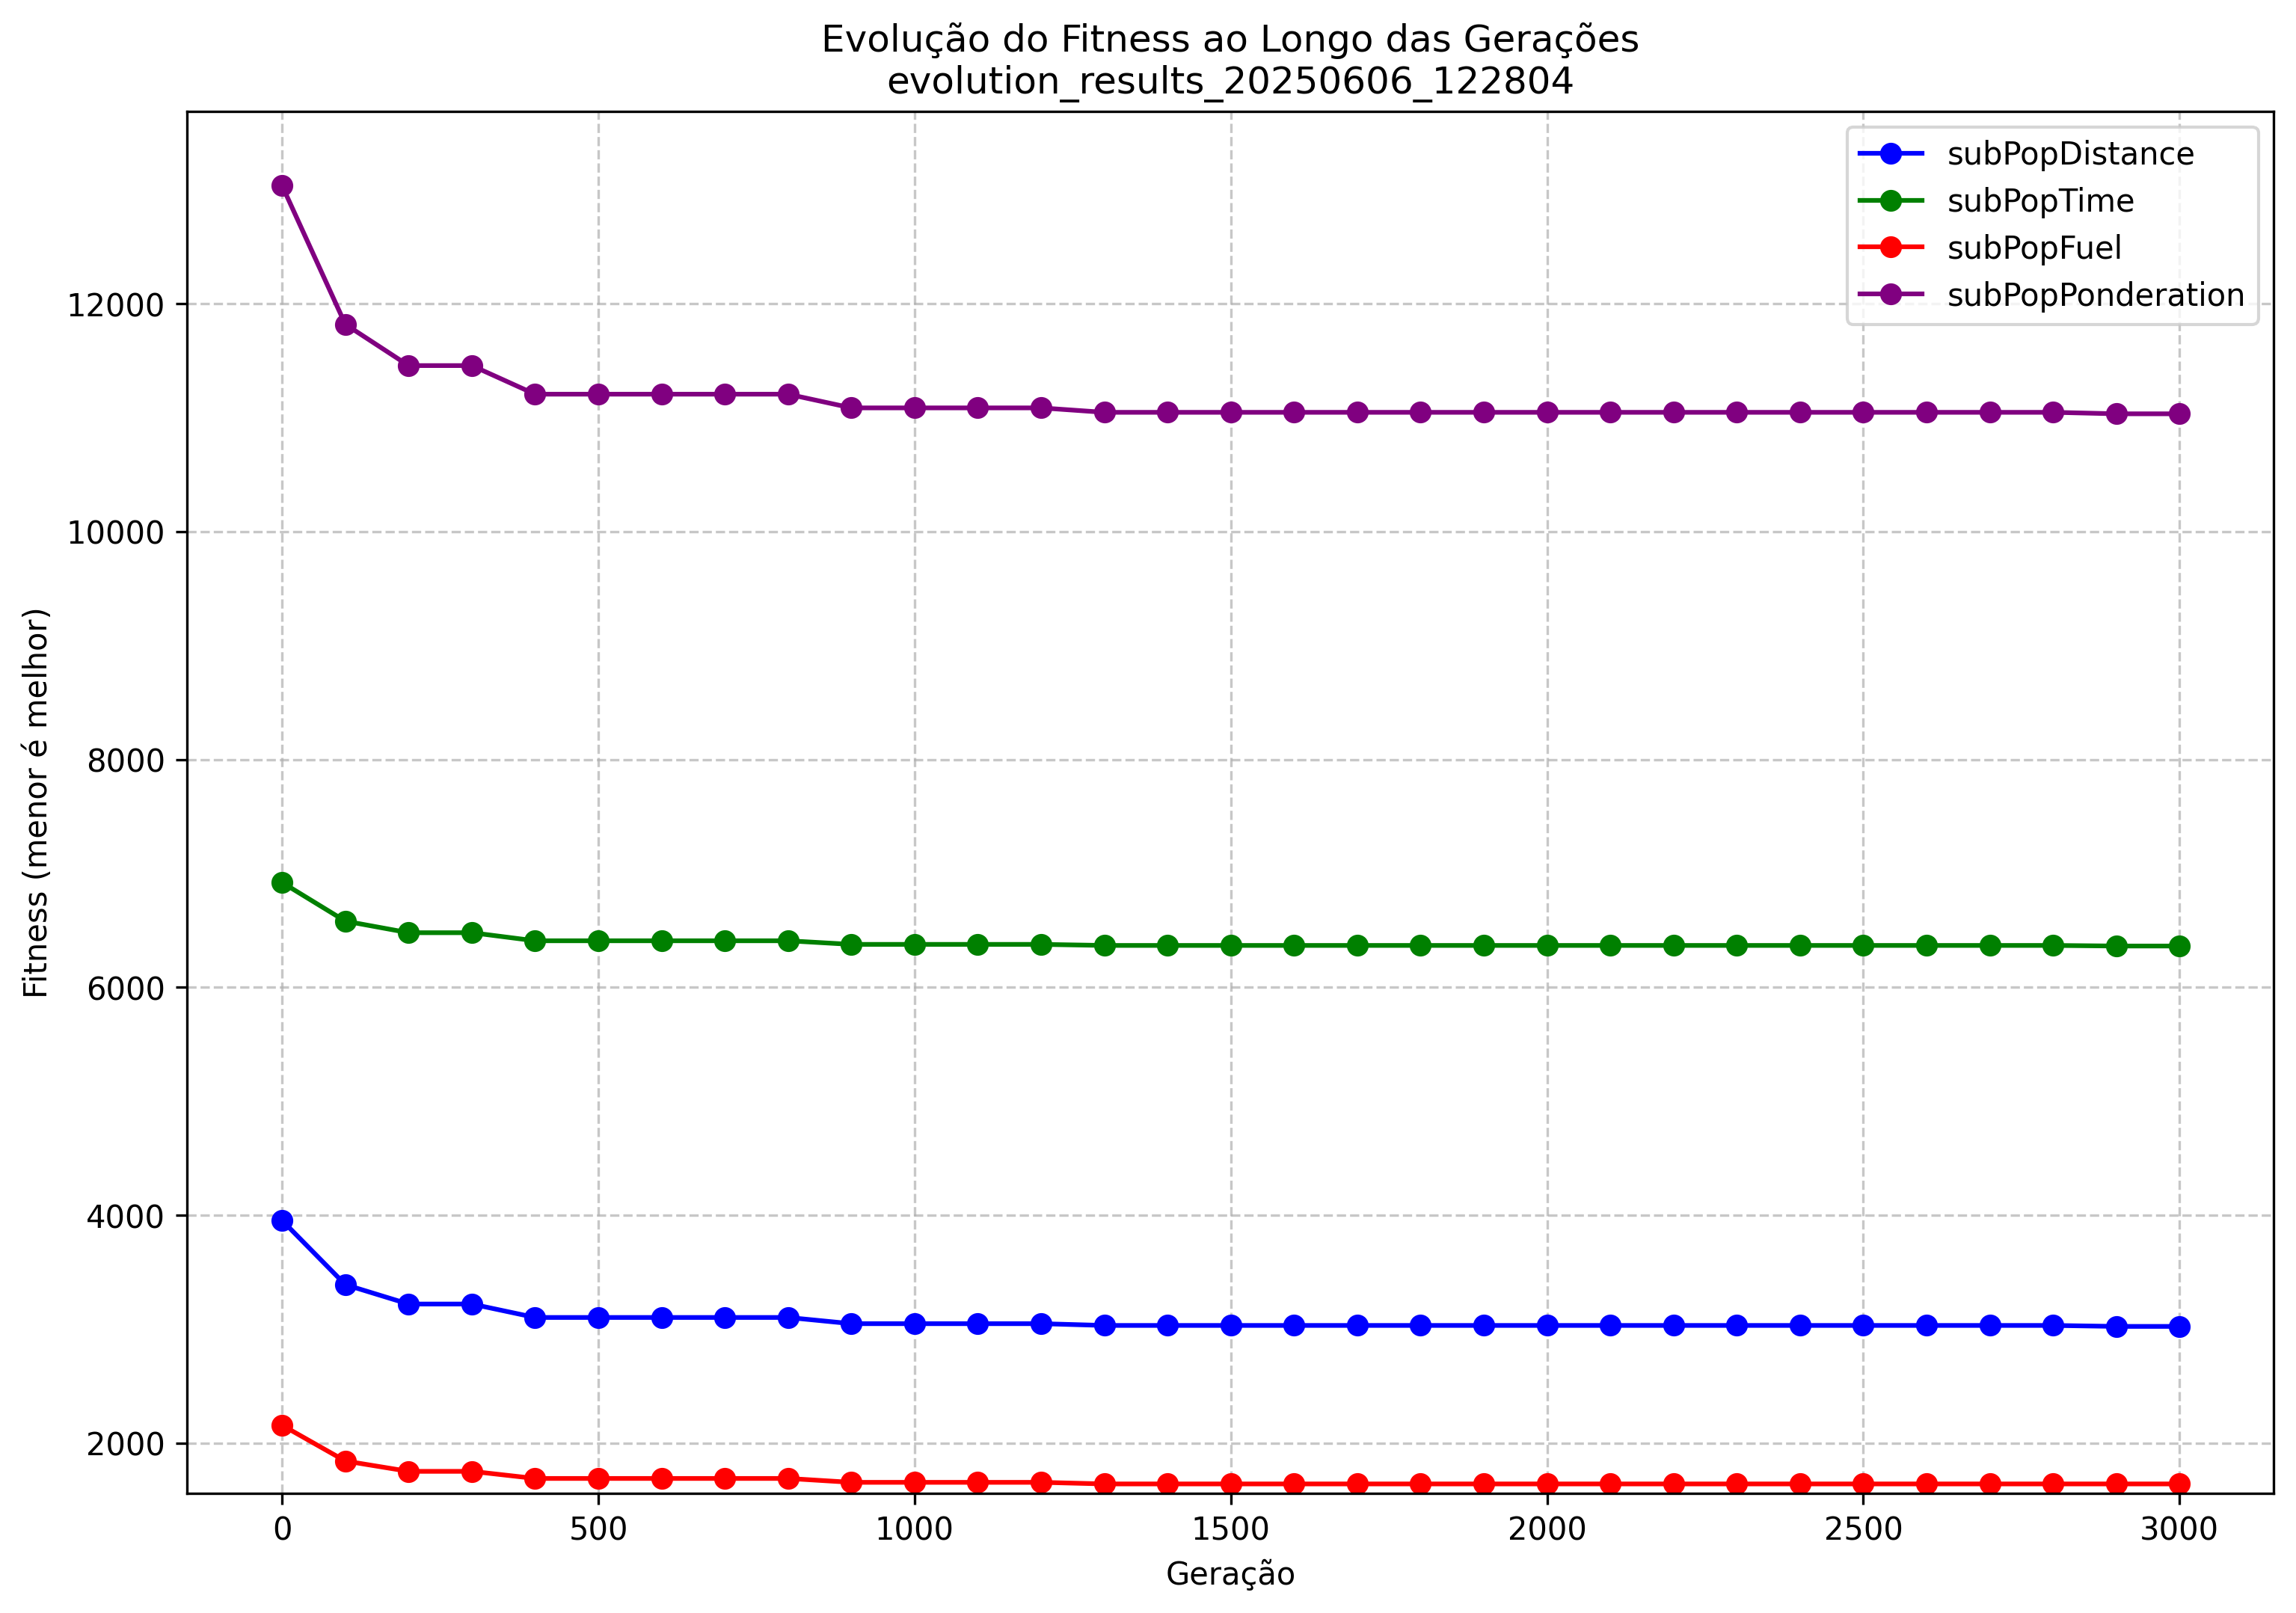 Evolução do Fitness ao Longo das Gerações
evolution_results_20250606_122804
subPopDistance
subPopTime
subPopFuel
subPopPonderation
Fitness (menor é melhor)
12000
10000
8000
6000
4000
2000
0
500
1000
1500
2000
2500
3000
Geração